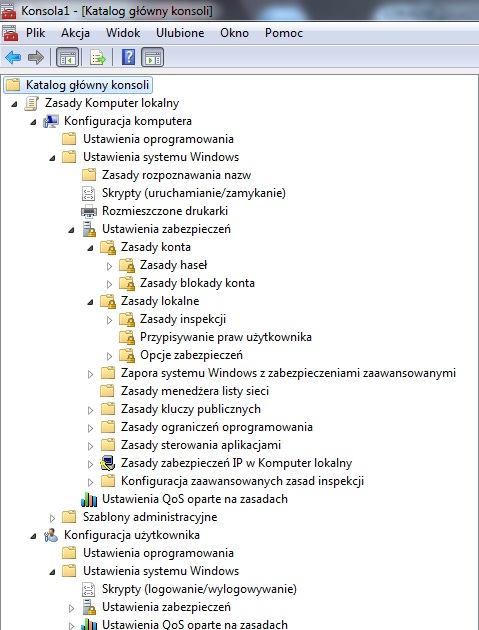 Konsola1 - [Katalog główny konsoli]
Plik Akcja Widok Ulubione Okno Pomoc
Katalog główny konsoli
Zasady Komputer lokalny
Konfiguracja komputera
Ustawienia oprogramowania
Ustawienia systemu Windows
Zasady rozpoznawania nazw
Skrypty (uruchamianie/zamykanie)
Rozmieszczone drukarki
Ustawienia zabezpieczeń
Zasady konta
Zasady haseł
Zasady blokady konta
Zasady lokalne
Zasady inspekcji
Przypisywanie praw użytkownika
Opcje zabezpieczeń
Zapora systemu Windows z zabezpieczeniami zaawansowanymi
Zasady menedżera listy sieci
Zasady kluczy publicznych
Zasady ograniczeń oprogramowania
Zasady sterowania aplikacjami
Zasady zabezpieczeń IP w Komputer lokalny
Konfiguracja zaawansowanych zasad inspekcji
Ustawienia QoS oparte na zasadach
Szablony administracyjne
Konfiguracja użytkownika
Ustawienia oprogramowania
Ustawienia systemu Windows
Skrypty (logowanie/wylogowywanie)
Ustawienia zabezpieczeń
Ustawienia QoS oparte na zasadach